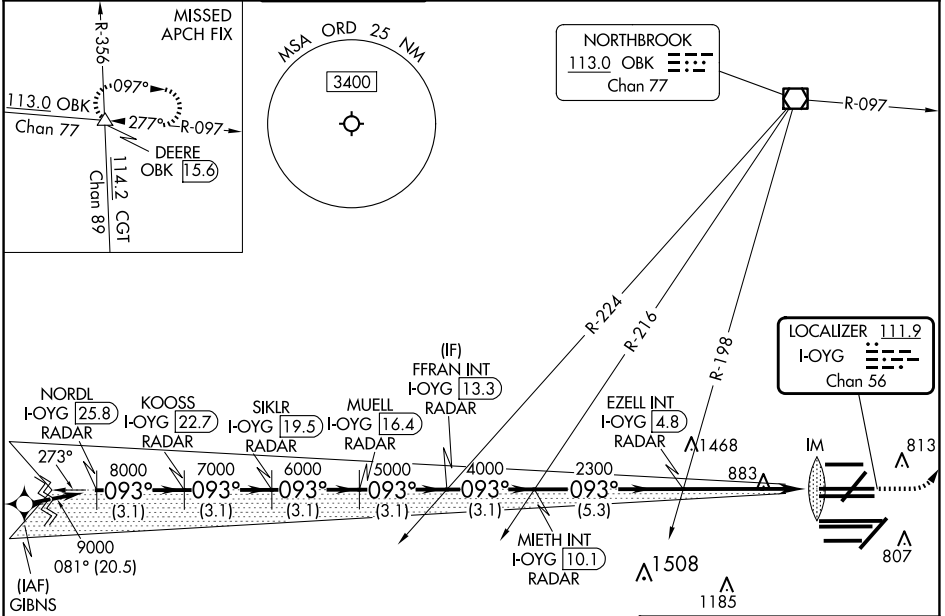 MISSED
APCH FIX
R-356
097°
113.0 OBK
Chan 77
277°
R-097
DEERE
OBK 15.6
114.2 CGT
Chan 89
MSA ORD 25 NM
3400
NORTHBROOK
113.0 OBK
Chan 77
R-097
R-224
R-216
R-198
LOCALIZER 111.9
I-OYG
Chan 56
NORDL
I-OYG 25.8
RADAR
KOOSS
I-OYG 22.7
RADAR
SIKLR
I-OYG 19.5
RADAR
MUELL
I-OYG 16.4
RADAR
(IF)
FFRAN INT
I-OYG 13.3
RADAR
EZELL INT
I-OYG 4.8
RADAR
1468
883
IM
813
273°
8000
7000
6000
5000
4000
2300
093°
093°
093°
093°
093°
093°
(3.1)
(3.1)
(3.1)
(3.1)
(3.1)
(5.3)
9000
081° (20.5)
(IAF)
GIBNS
MIETH INT
I-OYG 10.1
RADAR
1508
1185
807